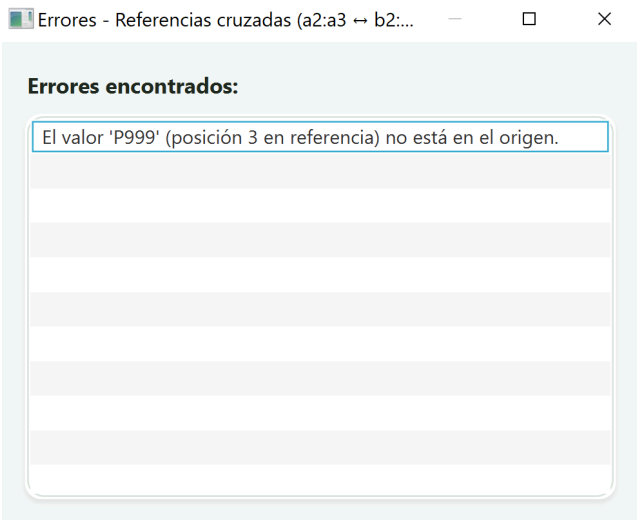 Errores - Referencias cruzadas (a2:a3 ↔ b2:...
Errores encontrados:
El valor 'P999' (posición 3 en referencia) no está en el origen.